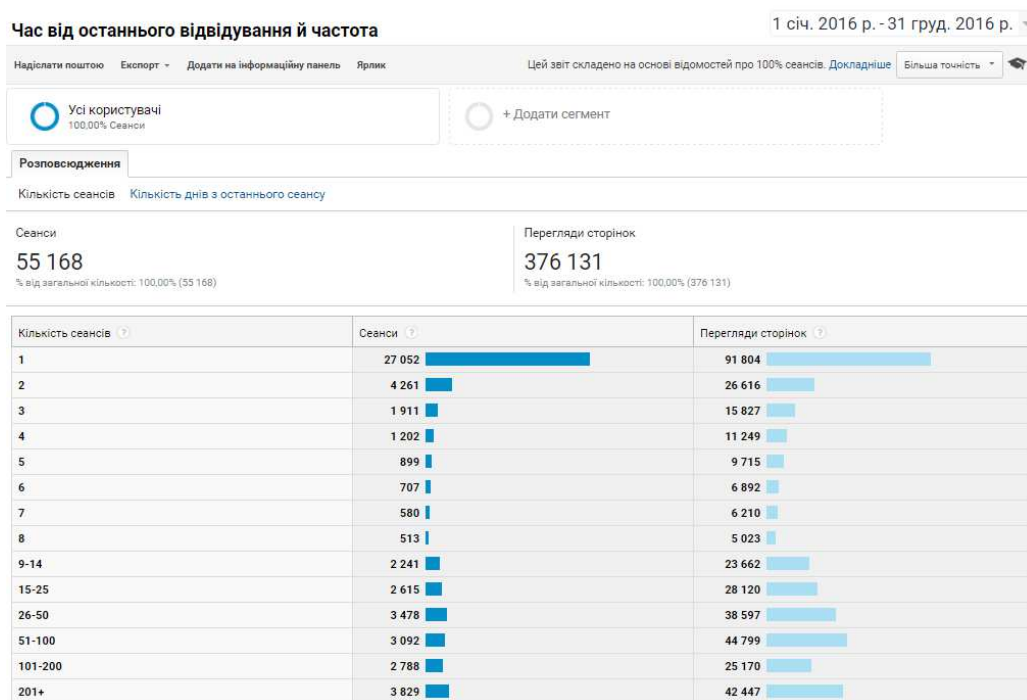 Час від останнього відвідування й частота
1 січ. 2016 р. - 31 груд. 2016 р.
Надіслати поштою Експорт Додати на інформаційну панель Ярлик
Цей звіт складено на основі відомостей про 100% сеансів. Докладніше Більша точність
Усі користувачі
100,00% Сеанси
+ Додати сегмент
Розповсюдження
Кількість сеансів Кількість днів з останнього сеансу
Сеанси Перегляди сторінок
55 168 376 131
% від загальної кількості: 100,00% (55 168) % від загальної кількості: 100,00% (376 131)
Кількість сеансів ? Сеанси ? Перегляди сторінок ?
1 27 052 91 804
2 4 261 26 616
3 1 911 15 827
4 1 202 11 249
5 899 9 715
6 707 6 892
7 580 6 210
8 513 5 023
9-14 2 241 23 662
15-25 2 615 28 120
26-50 3 478 38 597
51-100 3 092 44 799
101-200 2 788 25 170
201+ 3 829 42 447